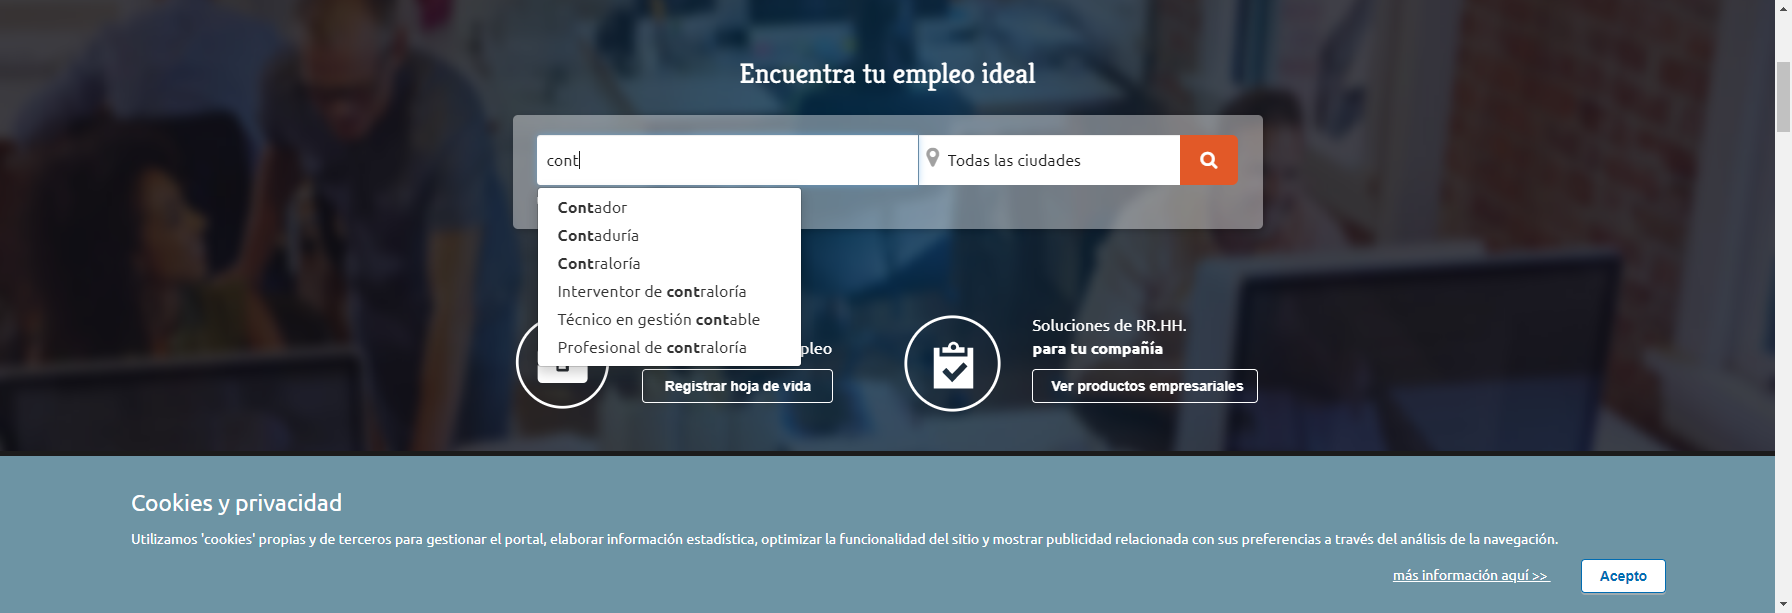 Encuentra tu empleo ideal
cont
Todas las ciudades
Contador
Contaduría
Contraloría
Interventor de contraloría
Técnico en gestión contable
Profesional de contraloría
Registrar hoja de vida
Soluciones de RR.HH.
para tu compañía
Ver productos empresariales
Cookies y privacidad
Utilizamos 'cookies' propias y de terceros para gestionar el portal, elaborar información estadística, optimizar la funcionalidad del sitio y mostrar publicidad relacionada con sus preferencias a través del análisis de la navegación.
más información aquí >>
Acepto